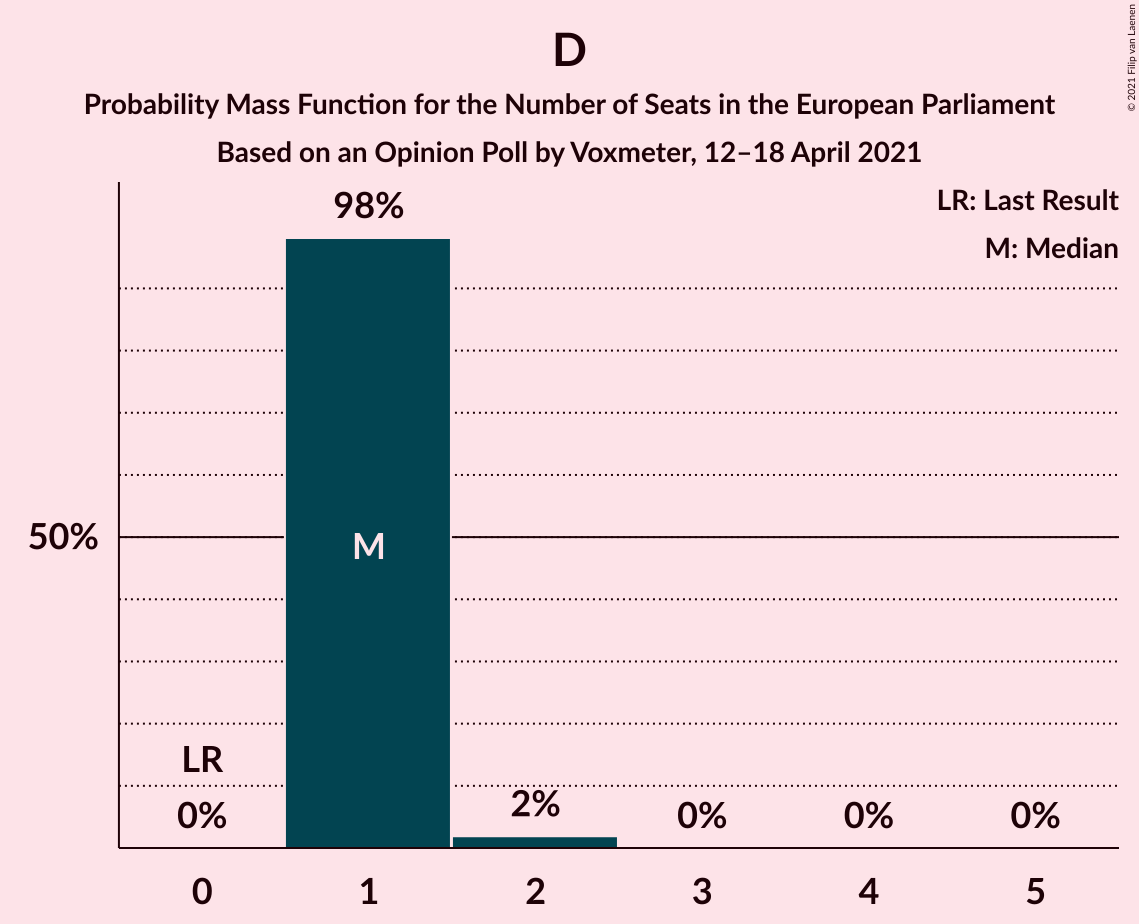 D
Probability Mass Function for the Number of Seats in the European Parliament
Based on an Opinion Poll by Voxmeter, 12–18 April 2021
© 2021 Filip van Laenen
LR: Last Result
M: Median
98%
50%
M
LR
0%
2%
0%
0%
0%
0
1
2
3
4
5